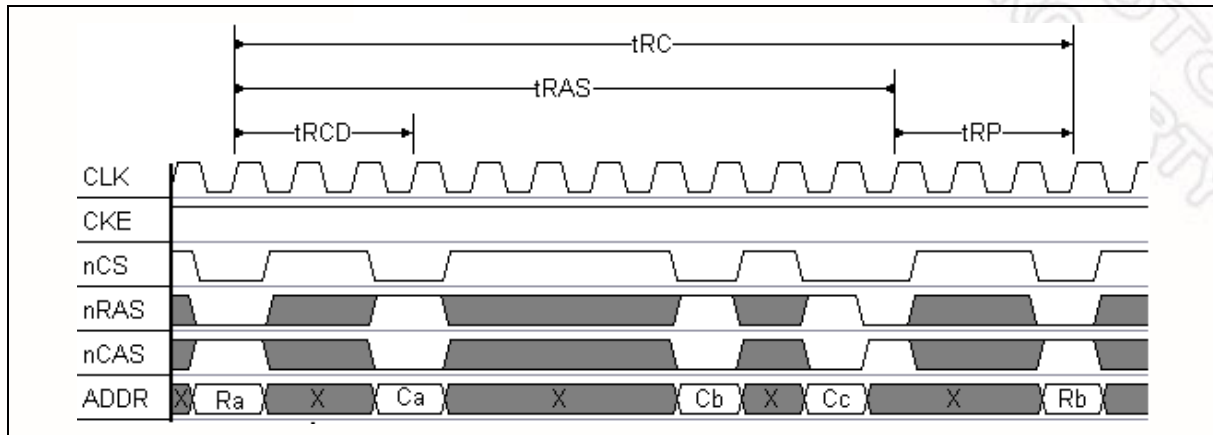 tRC
tRAS
tRCD
tRP
CLK
CKE
nCS
nRAS
nCAS
ADDR X Ra X Ca X Cb X Cc X Rb